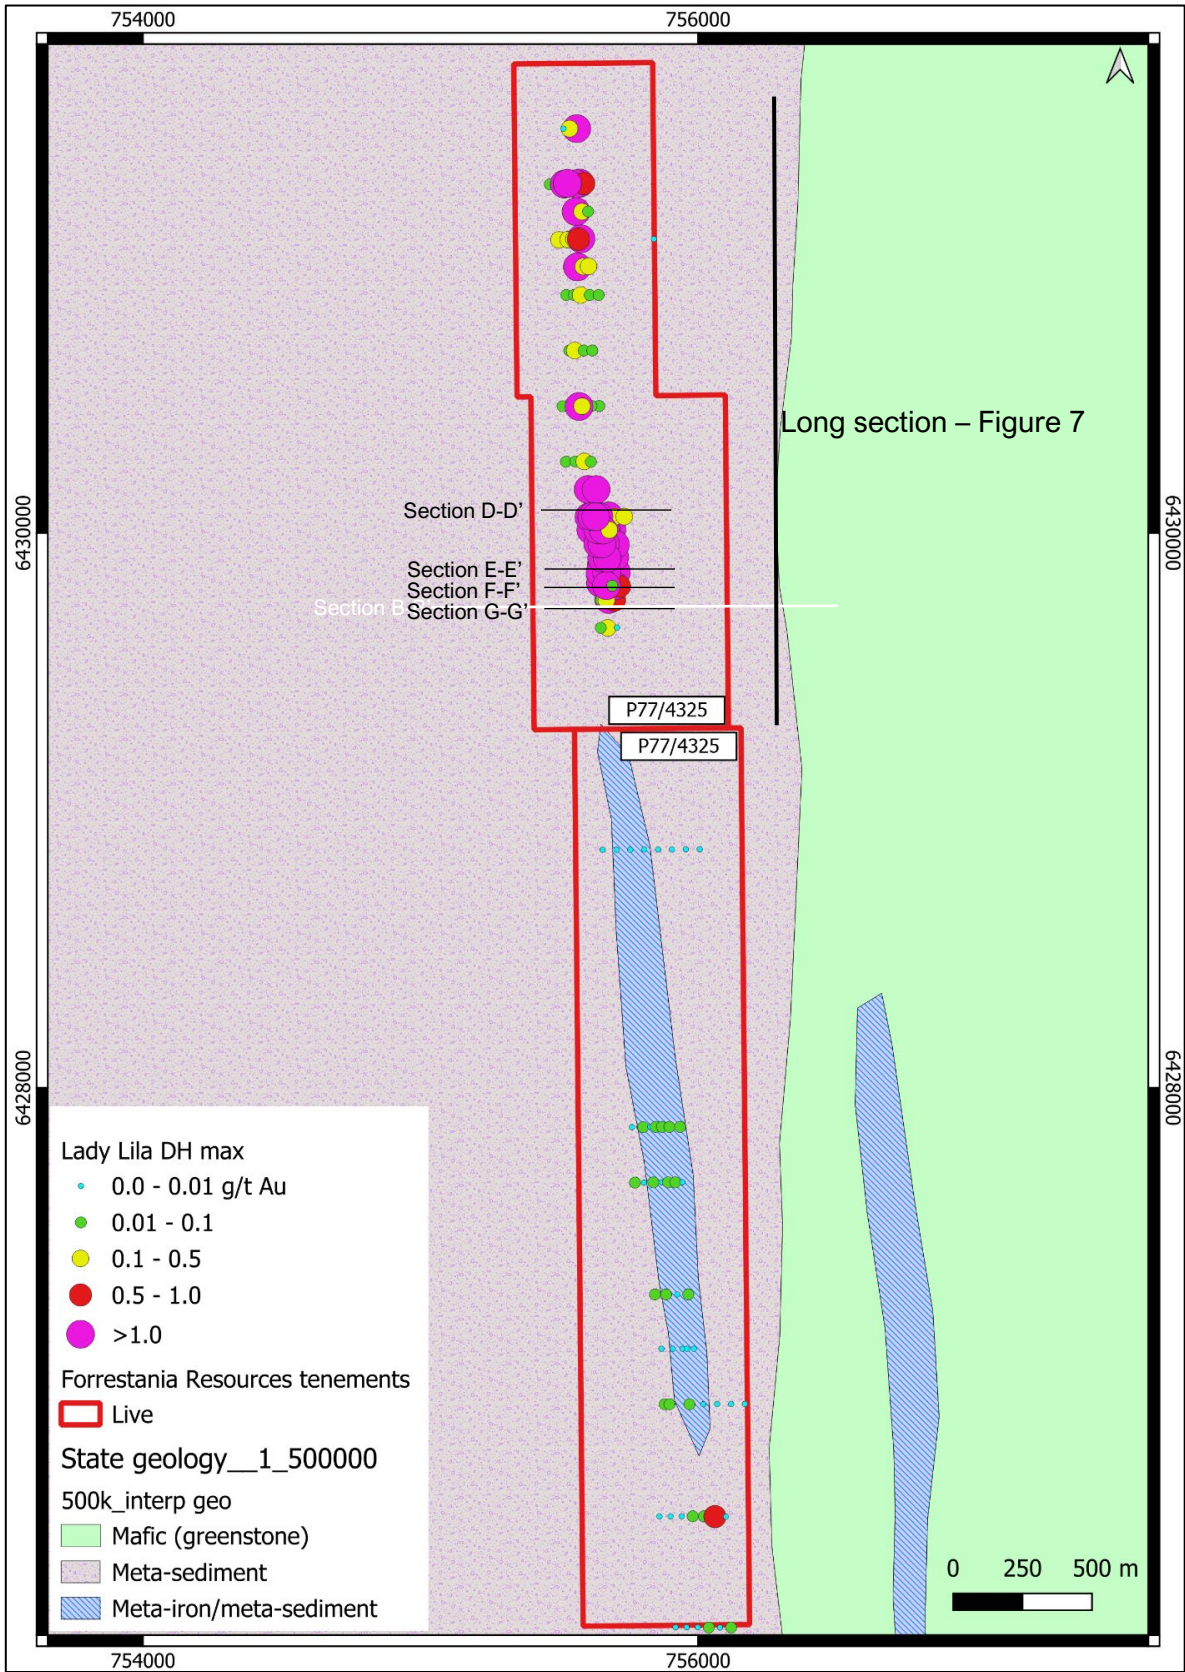 754000
756000
Long section – Figure 7
Section D-D’
6430000
6430000
Section E-E’
Section F-F’
Section B
Section G-G’
P77/4325
P77/4325
6428000
6428000
Lady Lila DH max
0.0 - 0.01 g/t Au
0.01 - 0.1
0.1 - 0.5
0.5 - 1.0
>1.0
Forrestania Resources tenements
Live
State geology__1_500000
500k_interp geo
Mafic (greenstone)
Meta-sediment
Meta-iron/meta-sediment
0 250 500 m
754000
756000